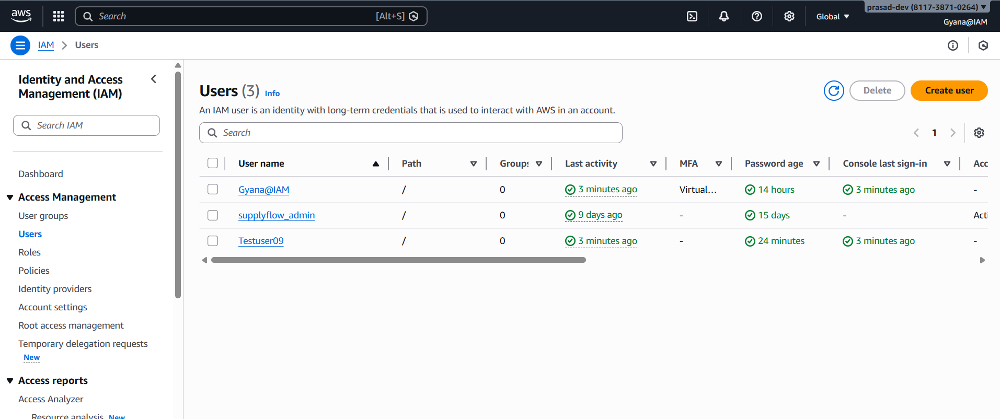 aws
Search [Alt+S]
Global
prasad-dev (8117-3871-0264)
Gyana@IAM
IAM Users
Identity and Access
Management (IAM)
Search IAM
Dashboard
Access Management
User groups
Users
Roles
Policies
Identity providers
Account settings
Root access management
Temporary delegation requests
New
Access reports
Access Analyzer
Resource analysis New
Users (3) Info
Delete
Create user
An IAM user is an identity with long-term credentials that is used to interact with AWS in an account.
Search
1
User name Path Groups Last activity MFA Password age Console last sign-in Acc
Gyana@IAM / 0 3 minutes ago Virtual... 14 hours 3 minutes ago -
supplyflow_admin / 0 9 days ago - 15 days - Acti
Testuser09 / 0 3 minutes ago - 24 minutes 3 minutes ago -